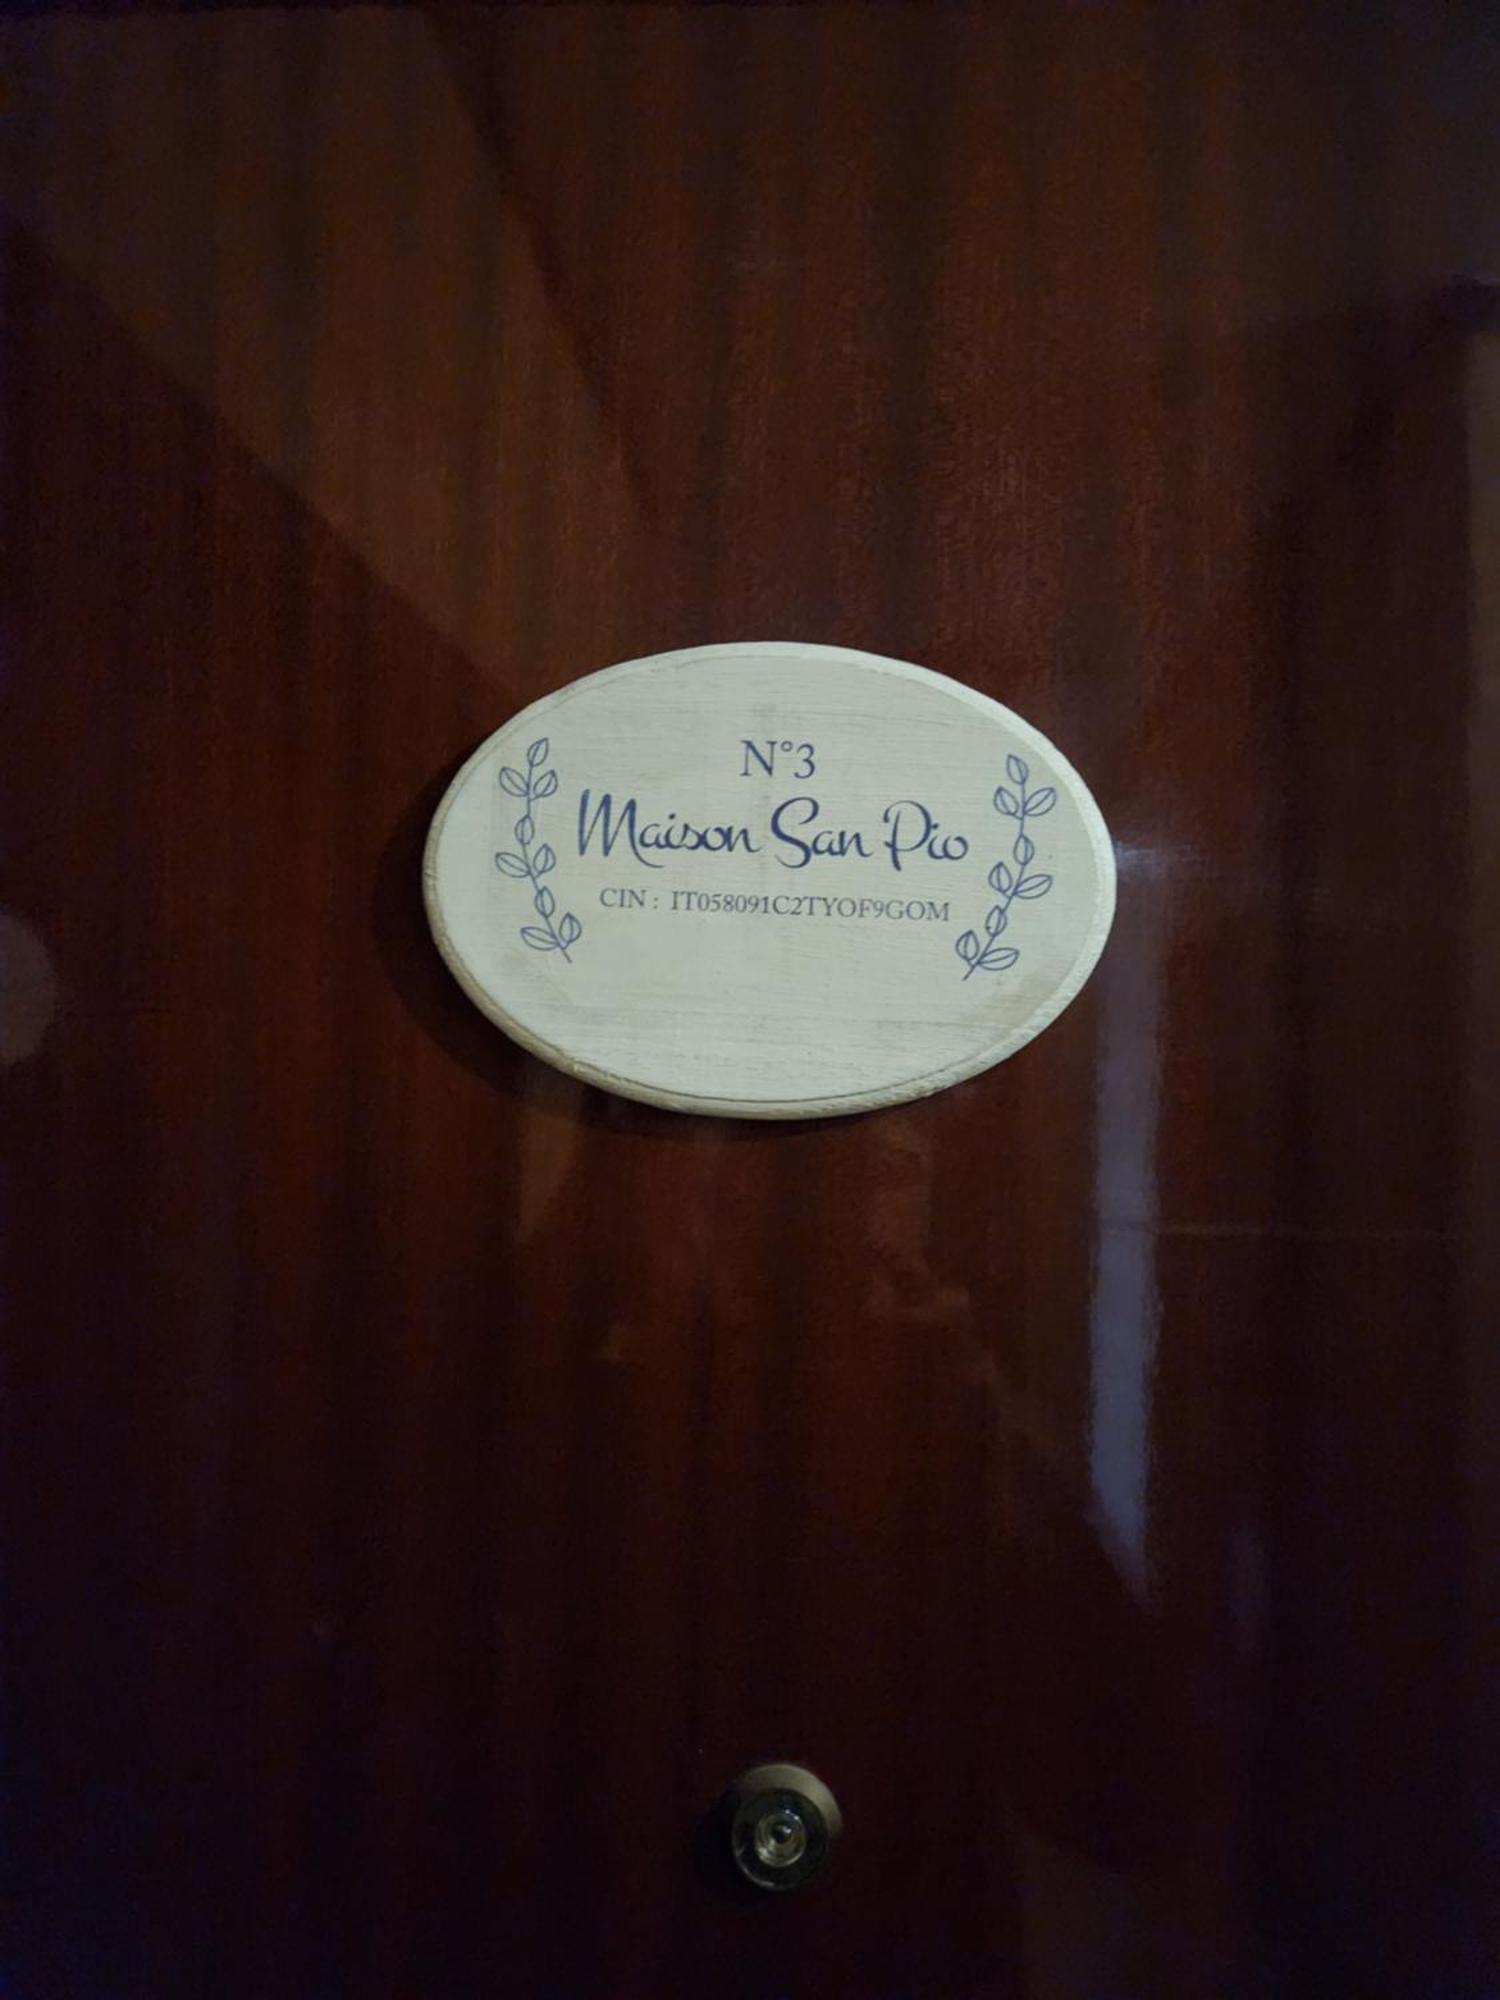 N°3
Maison San Pio
CIN : IT058091C2TYOF9GOM